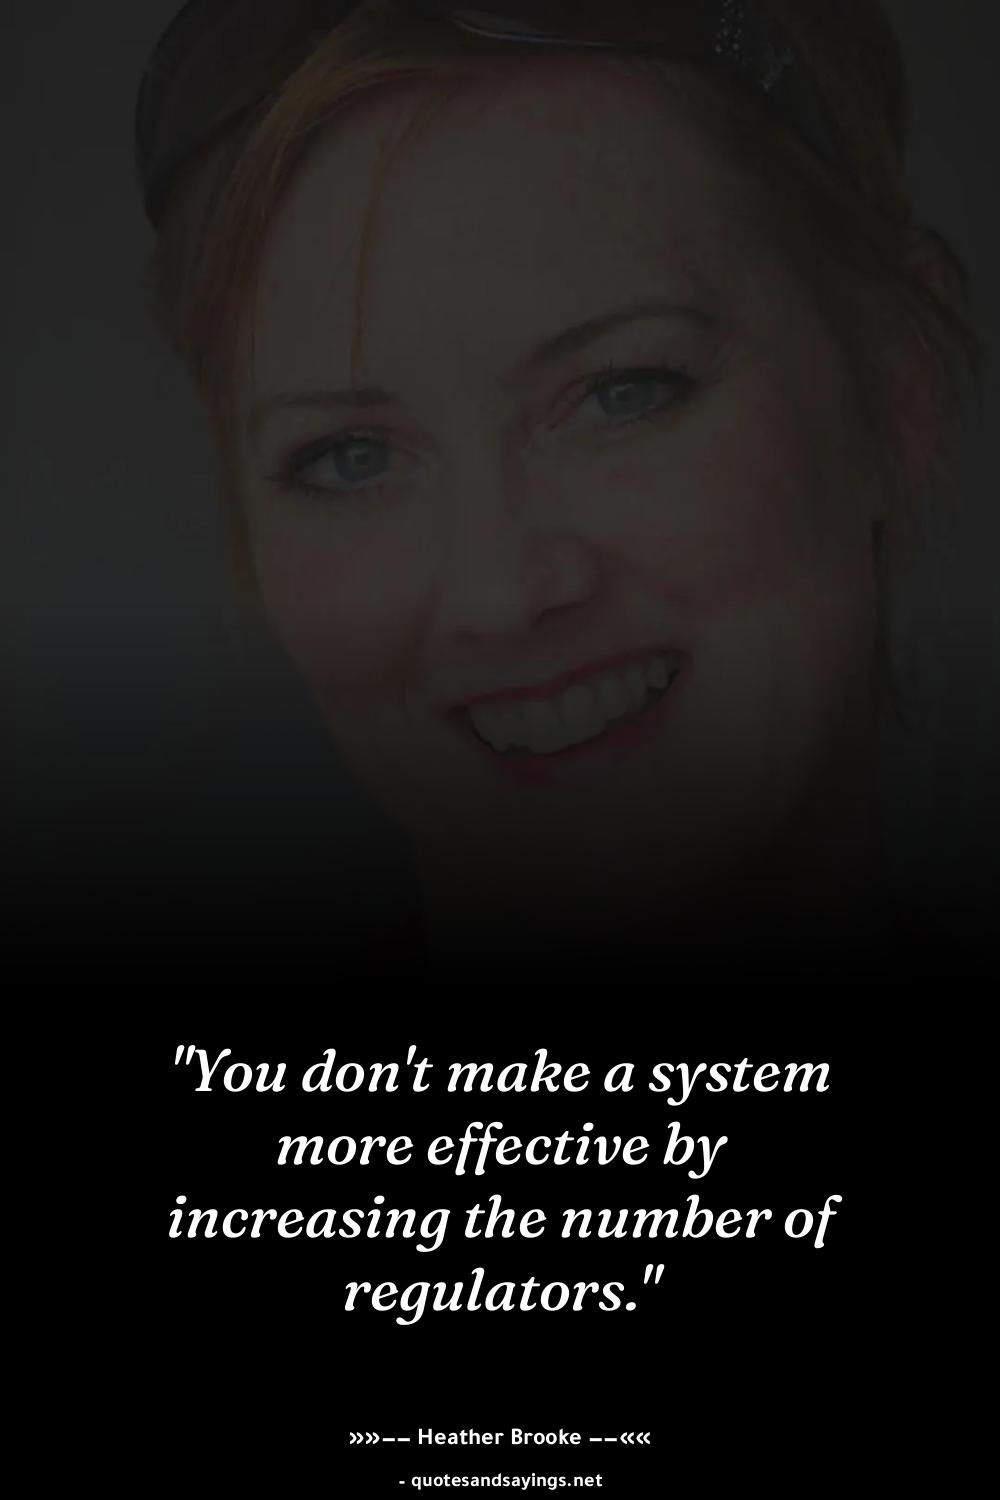 "You don't make a system
more effective by
increasing the number of
regulators."
»»–– Heather Brooke ––««
- quotesandsayings.net